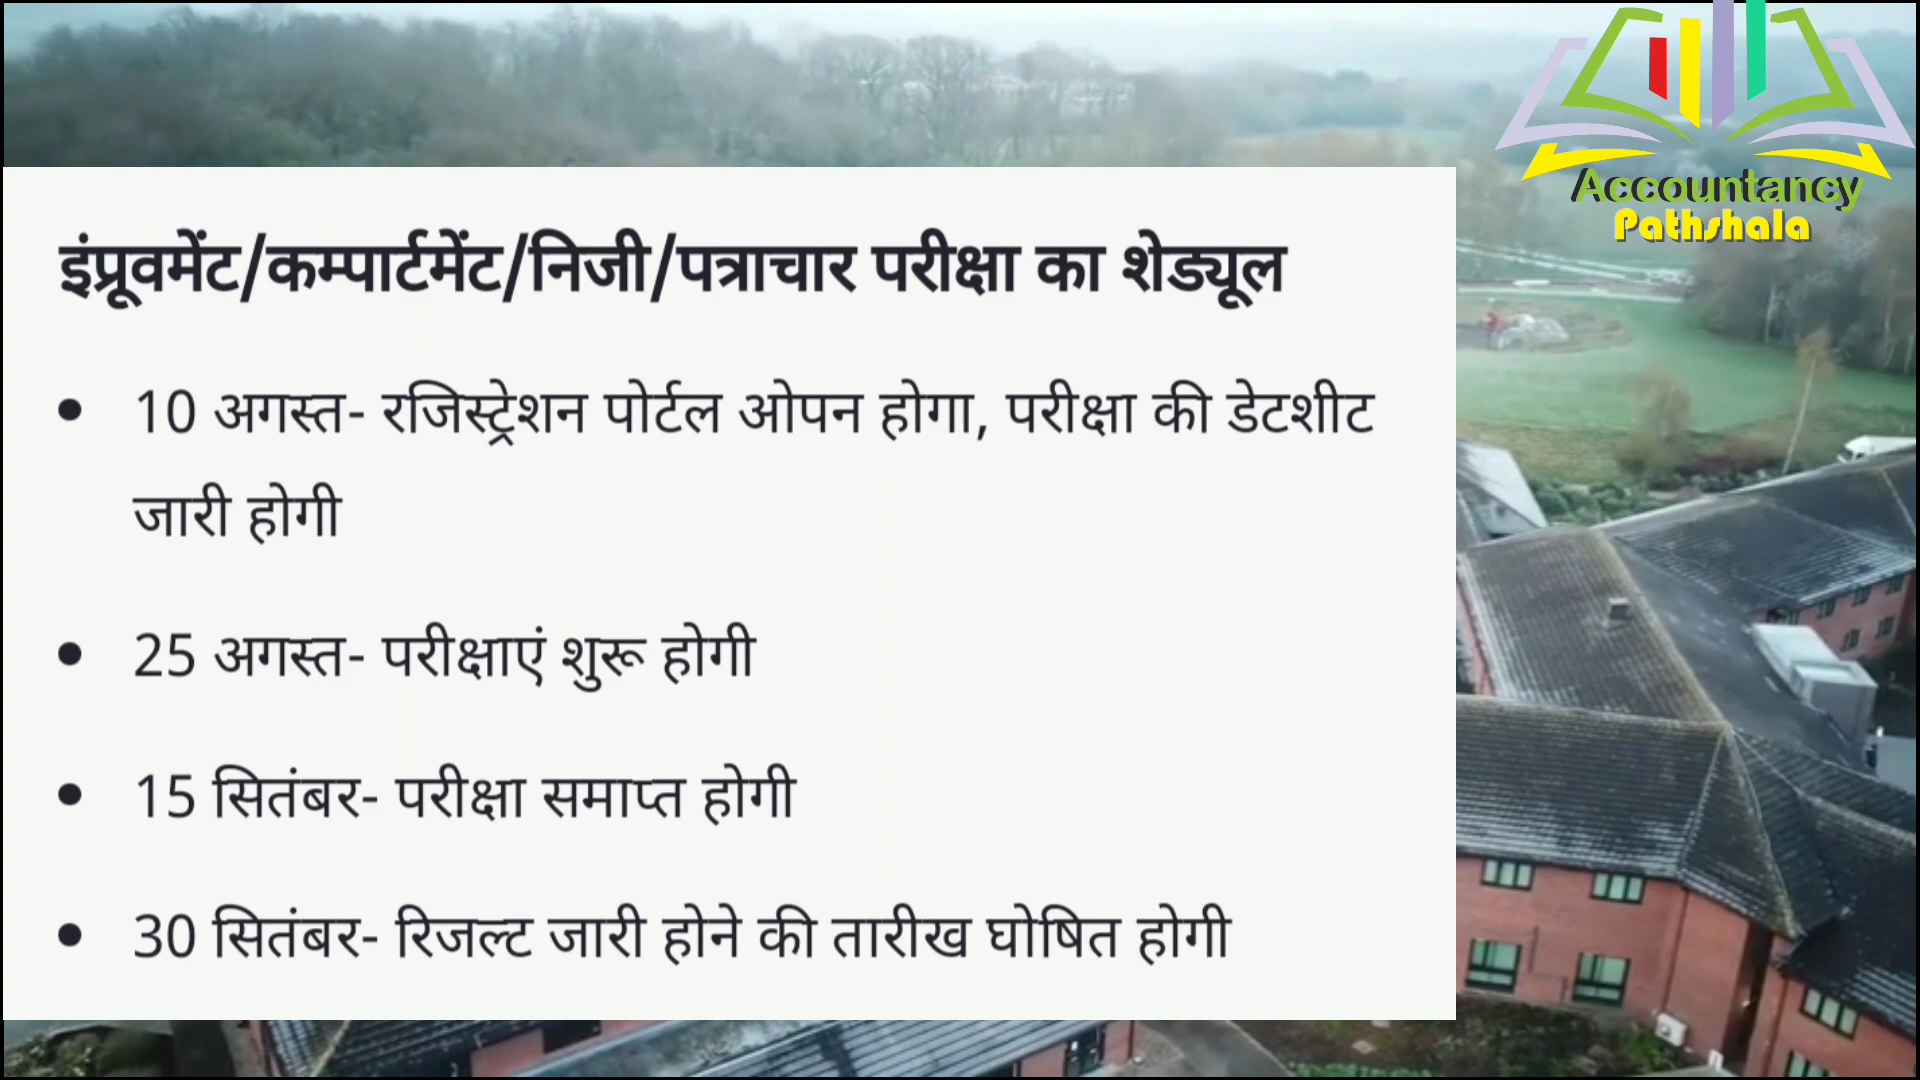 Accountancy
Pathshala
इंप्रूवमेंट/कम्पार्टमेंट/निजी/पत्राचार परीक्षा का शेड्यूल
• 10 अगस्त- रजिस्ट्रेशन पोर्टल ओपन होगा, परीक्षा की डेटशीट
जारी होगी
• 25 अगस्त- परीक्षाएं शुरू होगी
• 15 सितंबर- परीक्षा समाप्त होगी
• 30 सितंबर- रिजल्ट जारी होने की तारीख घोषित होगी